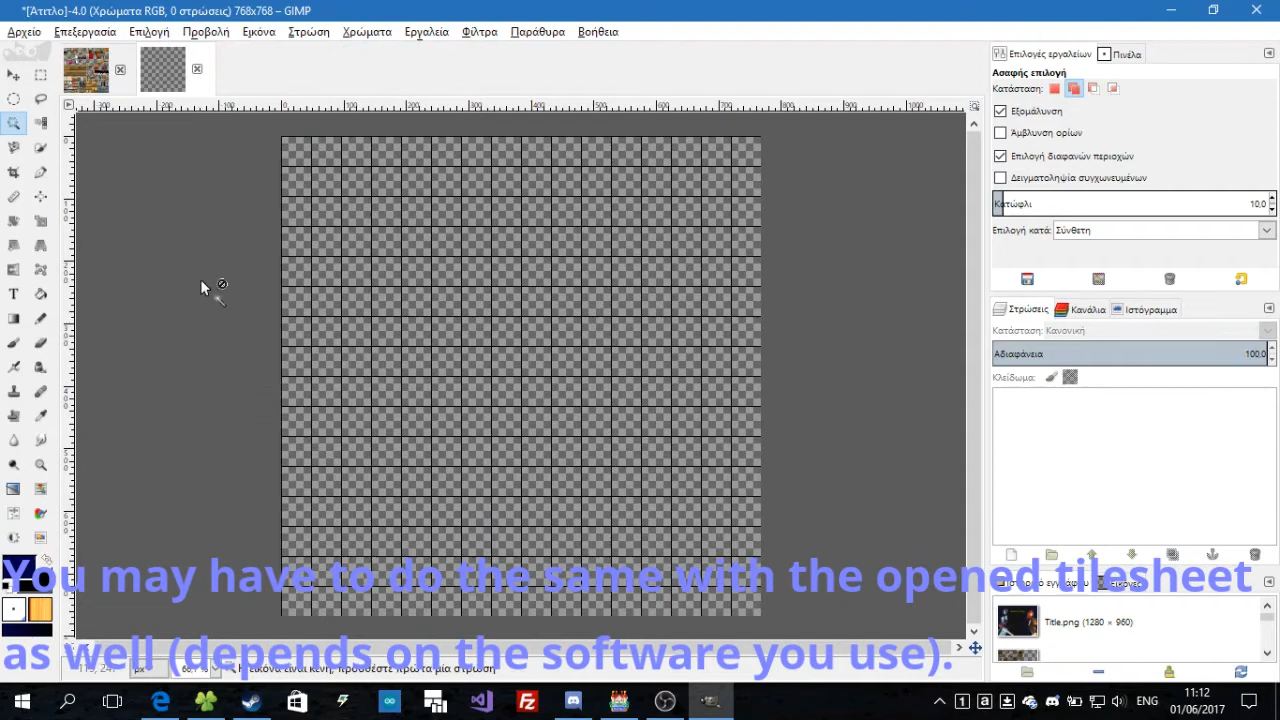 *[Άτιτλο]-4.0 (Χρώματα RGB, 0 στρώσεις) 768x768 – GIMP
Αρχείο Επεξεργασία Επιλογή Προβολή Εικόνα Στρώση Χρώματα Εργαλεία Φίλτρα Παράθυρα Βοήθεια
Επιλογές εργαλείων Πινέλα
Ασαφής επιλογή
Κατάσταση:
Εξομάλυνση
Άμβλυνση ορίων
Επιλογή διαφανών περιοχών
Δειγματοληψία συγχωνευμένων
Κατώφλι 10,0
Επιλογή κατά: Σύνθετη
Στρώσεις Κανάλια Ιστόγραμμα
Κατάσταση: Κανονική
Αδιαφάνεια 100,0
Κλείδωμα:
You may have to do the same with the opened tilesheet
as well (depends on the software you use).
Title.png (1280 × 960)
ENG
11:12
01/06/2017